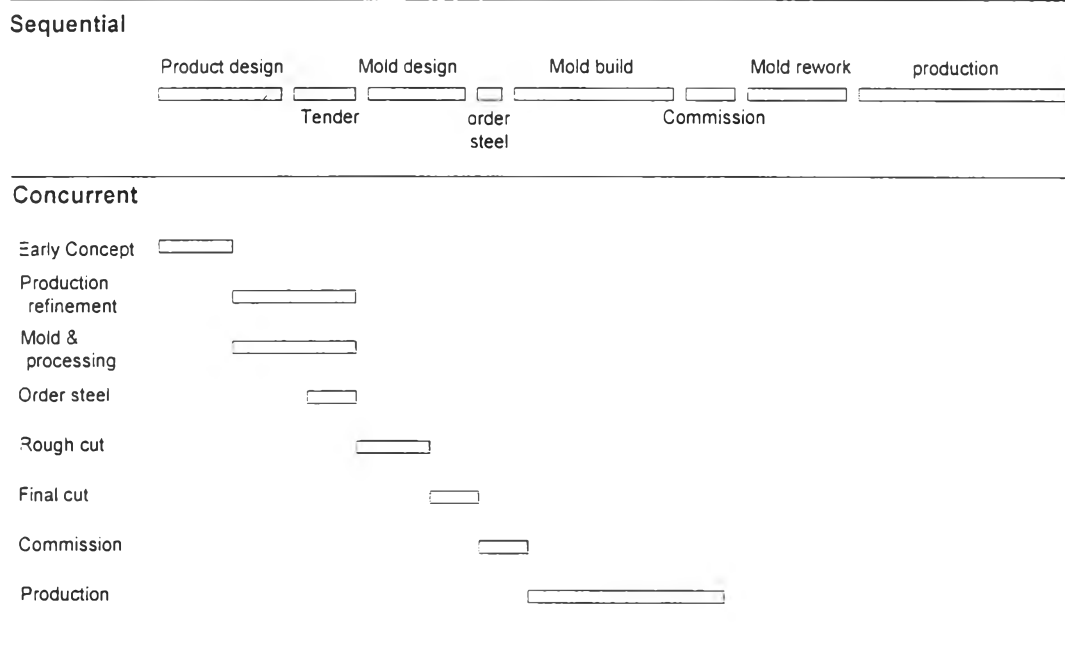 Sequential
Product design Mold design Mold build Mold rework production
Tender order Commission
steel
Concurrent
Early Concept
Production
refinement
Mold &
processing
Order steel
Rough cut
Final cut
Commission
Production